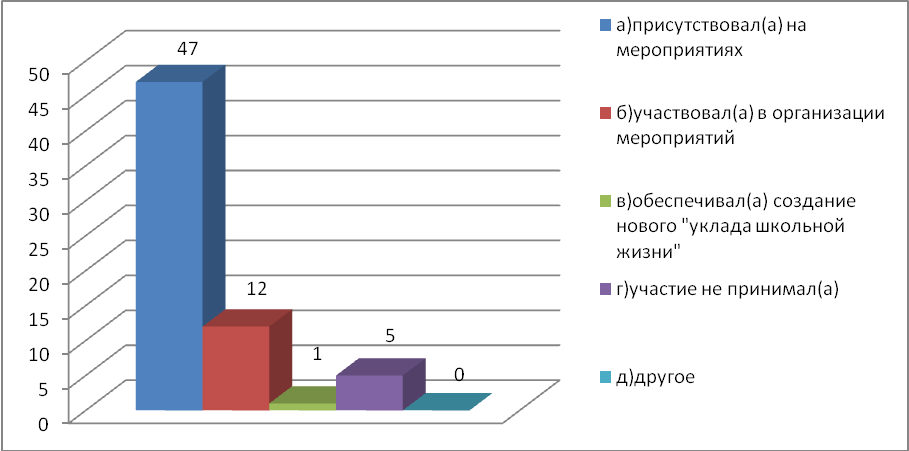 50
45
40
35
30
25
20
15
10
5
0
47
12
1
5
0
а)присутствовал(а) на
мероприятиях
б)участвовал(а) в организации
мероприятий
в)обеспечивал(а) создание
нового "уклада школьной
жизни"
г)участие не принимал(а)
д)другое